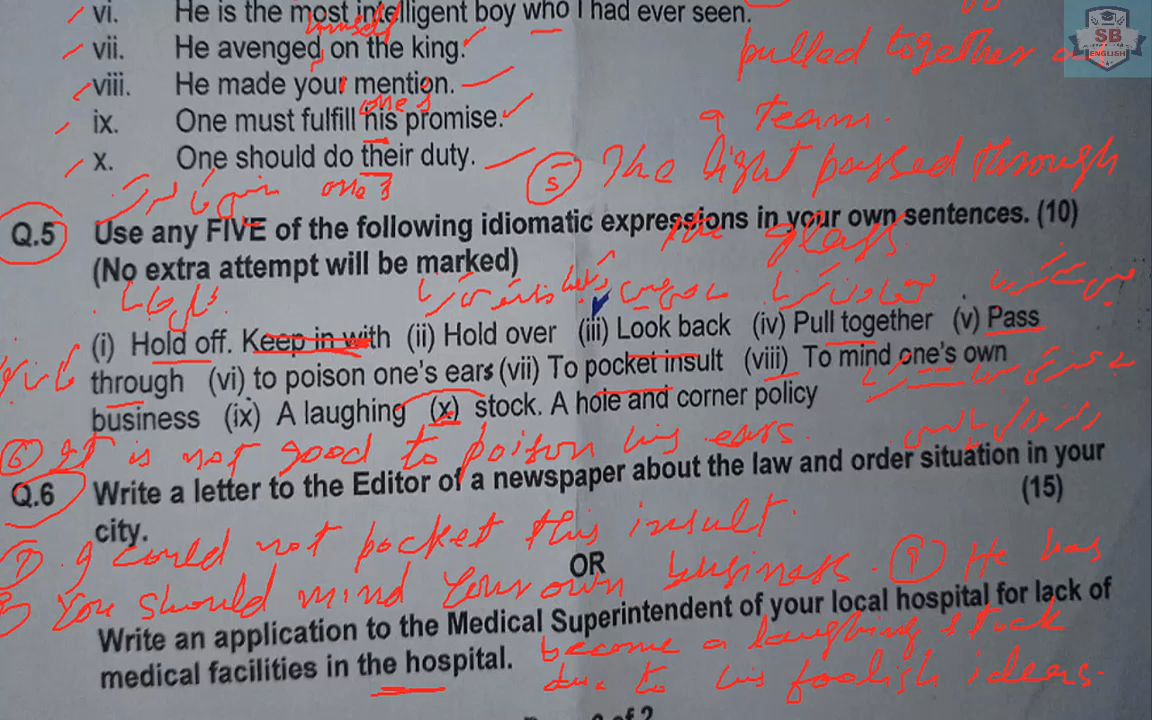 vi. He is the most intelligent boy who I had ever seen.
himself
vii. He avenged on the king.
pulled together as
SB
ENGLISH
viii. He made your mention.
one's
ix. One must fulfill his promise.
a team.
x. One should do their duty.
one's
(5) The light passed through
Q.5 Use any FIVE of the following idiomatic expressions in your own sentences. (10)
the glass.
(No extra attempt will be marked)
(i) Hold off. Keep in with (ii) Hold over (iii) Look back (iv) Pull together (v) Pass
through (vi) to poison one's ears (vii) To pocket insult (viii) To mind one's own
business (ix) A laughing (x) stock. A hole and corner policy
(6) It is not good to poison his ears.
Q.6 Write a letter to the Editor of a newspaper about the law and order situation in your
city. (15)
(7) I could not pocket this insult.
OR
You should mind your own business. (9) He has
Write an application to the Medical Superintendent of your local hospital for lack of
become a laughing stock
medical facilities in the hospital.
due to his foolish ideas.
of 2